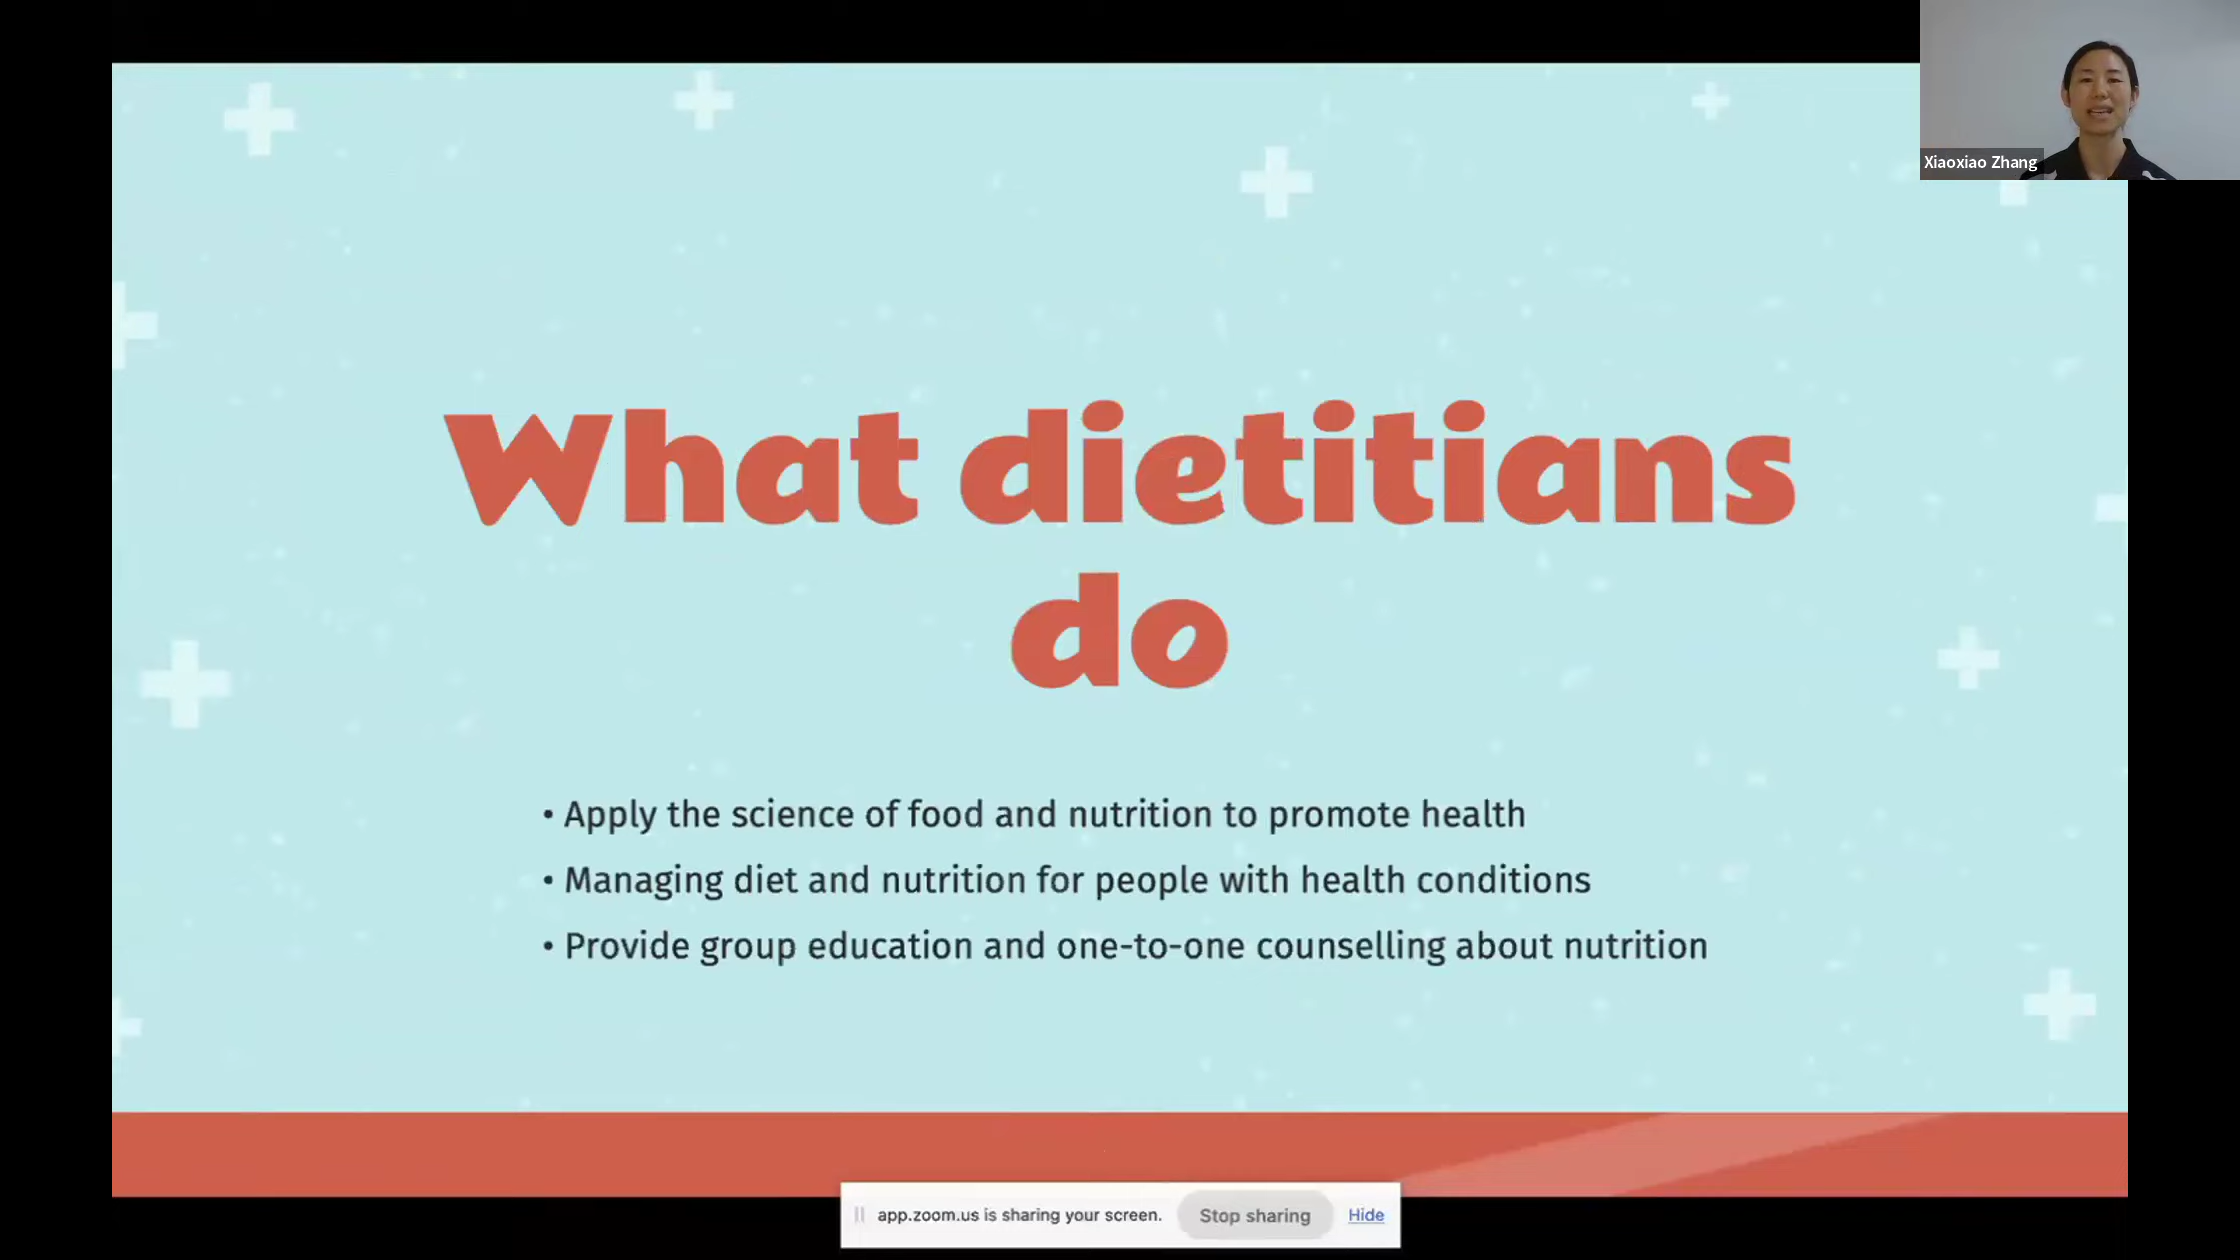 Xiaoxiao Zhang
What dietitians
do
• Apply the science of food and nutrition to promote health
• Managing diet and nutrition for people with health conditions
• Provide group education and one-to-one counselling about nutrition
app.zoom.us is sharing your screen. Stop sharing Hide